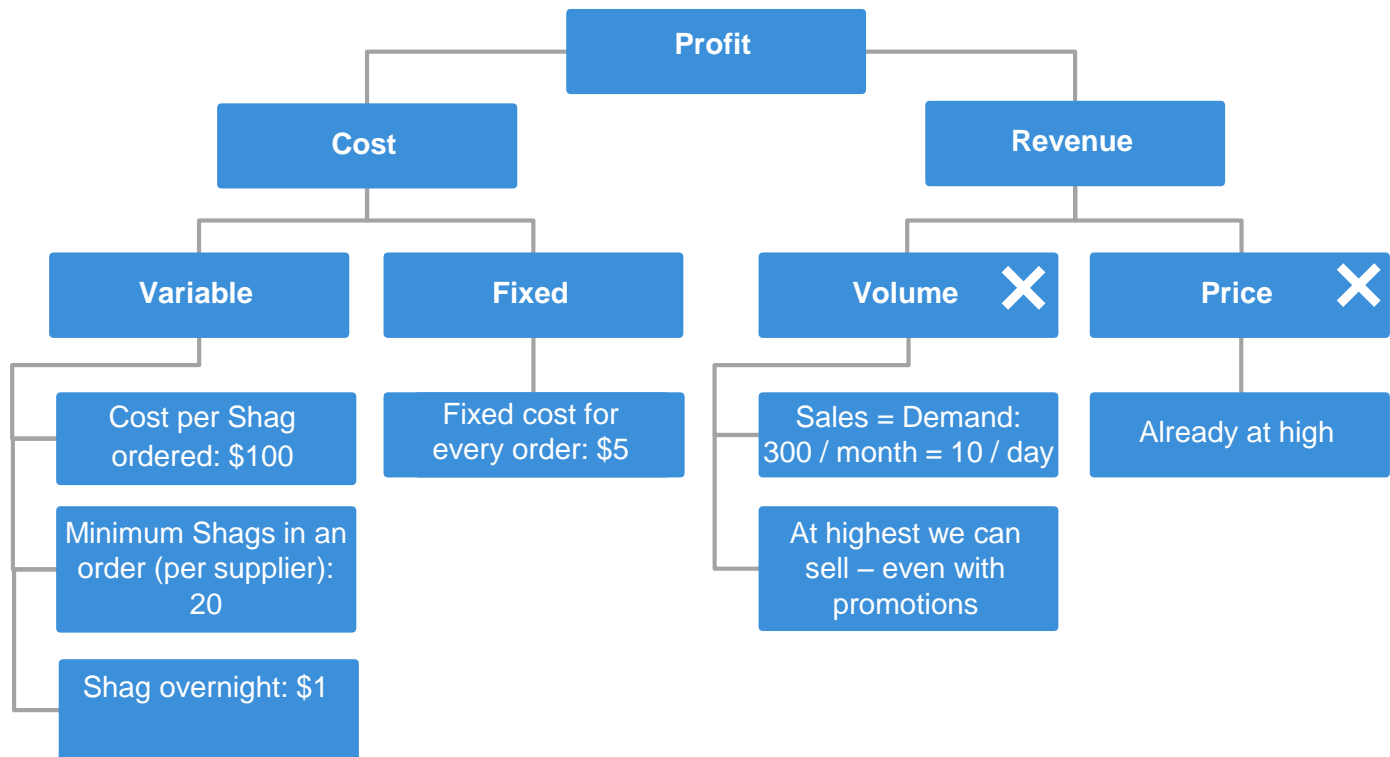 Profit
Cost
Revenue
Variable
Fixed
Volume
Price
Cost per Shag
ordered: $100
Fixed cost for
every order: $5
Sales = Demand:
300 / month = 10 / day
Already at high
Minimum Shags in an
order (per supplier):
20
At highest we can
sell – even with
promotions
Shag overnight: $1